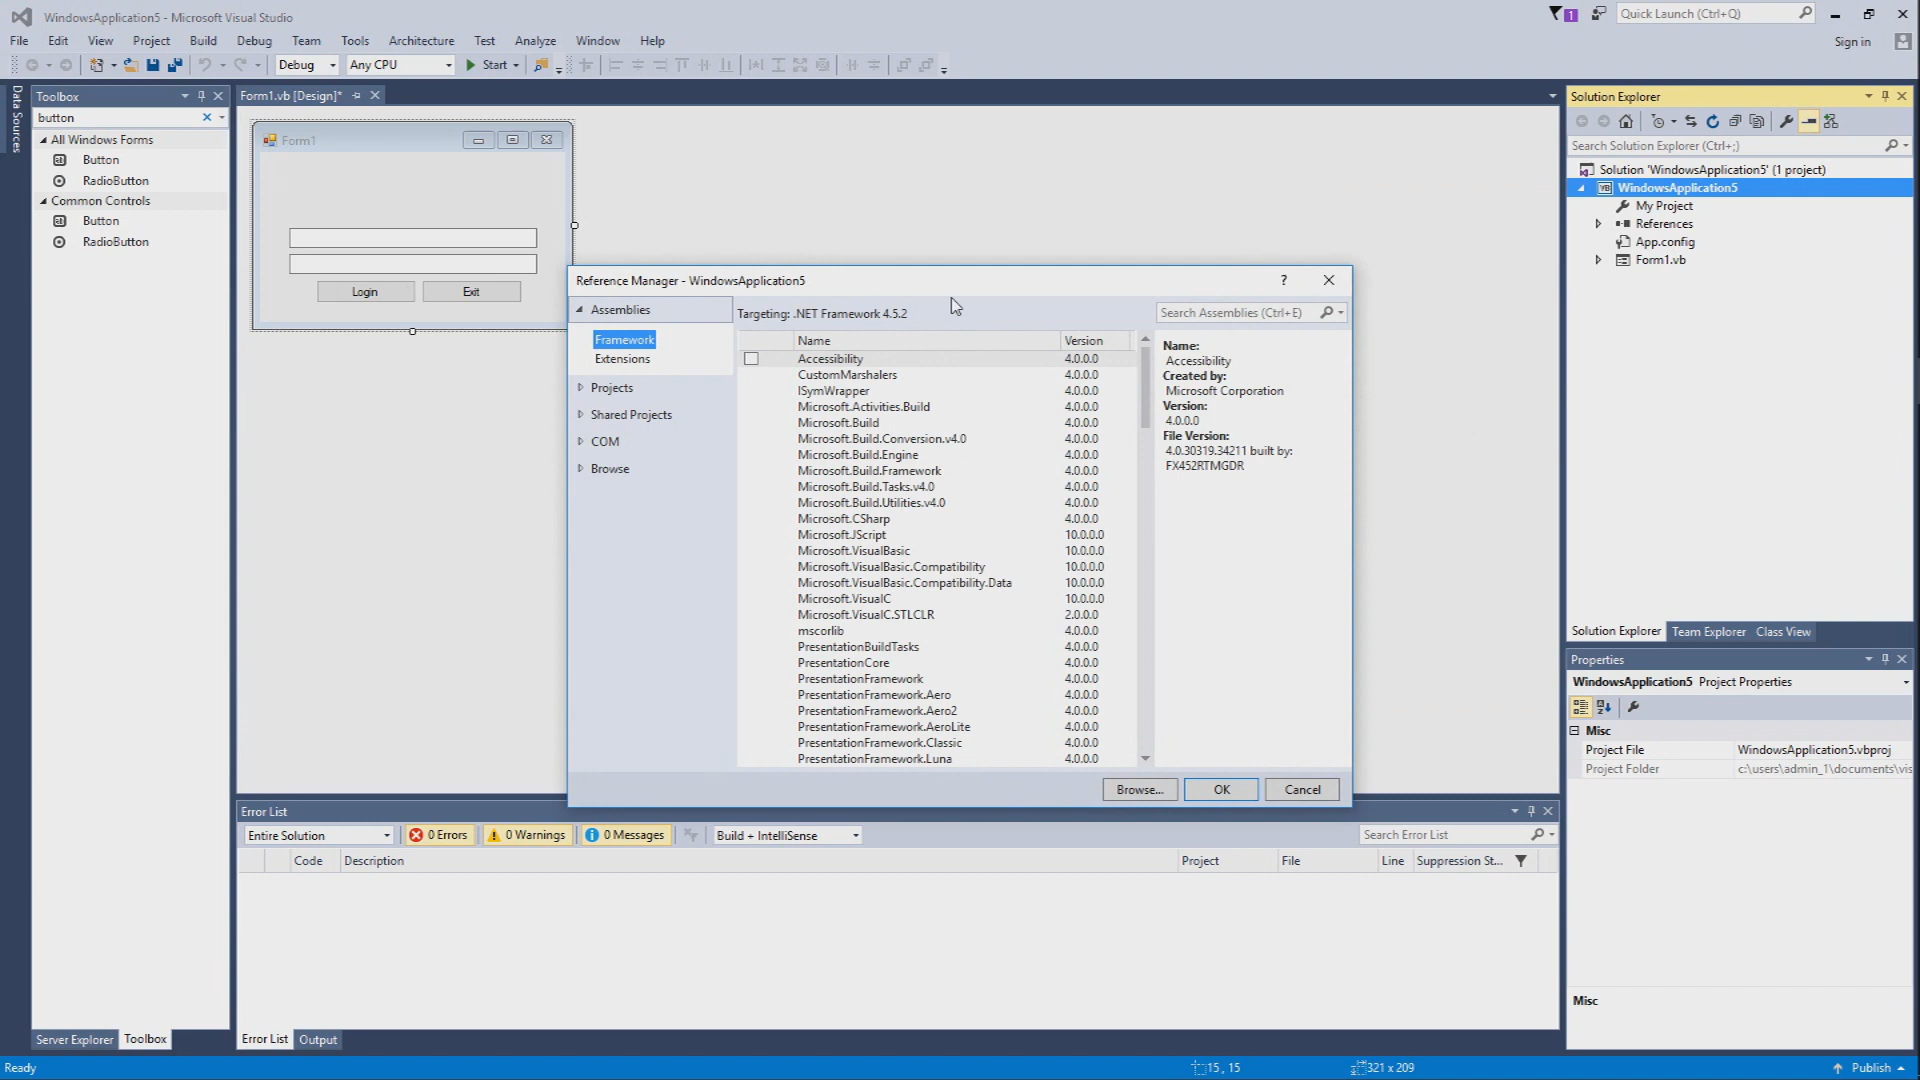 WindowsApplication5 - Microsoft Visual Studio
1
Quick Launch (Ctrl+Q)
File Edit View Project Build Debug Team Tools Architecture Test Analyze Window Help
Sign in
Debug Any CPU Start
Data Sources
Toolbox
button
All Windows Forms
Button
RadioButton
Common Controls
Button
RadioButton
Form1.vb [Design]*
Form1
Login Exit
Reference Manager - WindowsApplication5
?
Assemblies
Framework
Extensions
Projects
Shared Projects
COM
Browse
Targeting: .NET Framework 4.5.2
Search Assemblies (Ctrl+E)
Name Version
Accessibility 4.0.0.0
CustomMarshalers 4.0.0.0
ISymWrapper 4.0.0.0
Microsoft.Activities.Build 4.0.0.0
Microsoft.Build 4.0.0.0
Microsoft.Build.Conversion.v4.0 4.0.0.0
Microsoft.Build.Engine 4.0.0.0
Microsoft.Build.Framework 4.0.0.0
Microsoft.Build.Tasks.v4.0 4.0.0.0
Microsoft.Build.Utilities.v4.0 4.0.0.0
Microsoft.CSharp 4.0.0.0
Microsoft.JScript 10.0.0.0
Microsoft.VisualBasic 10.0.0.0
Microsoft.VisualBasic.Compatibility 10.0.0.0
Microsoft.VisualBasic.Compatibility.Data 10.0.0.0
Microsoft.VisualC 10.0.0.0
Microsoft.VisualC.STLCLR 2.0.0.0
mscorlib 4.0.0.0
PresentationBuildTasks 4.0.0.0
PresentationCore 4.0.0.0
PresentationFramework 4.0.0.0
PresentationFramework.Aero 4.0.0.0
PresentationFramework.Aero2 4.0.0.0
PresentationFramework.AeroLite 4.0.0.0
PresentationFramework.Classic 4.0.0.0
PresentationFramework.Luna 4.0.0.0
Name:
Accessibility
Created by:
Microsoft Corporation
Version:
4.0.0.0
File Version:
4.0.30319.34211 built by:
FX452RTMGDR
Browse... OK Cancel
Solution Explorer
Search Solution Explorer (Ctrl+;)
Solution 'WindowsApplication5' (1 project)
VB WindowsApplication5
My Project
References
App.config
Form1.vb
Solution Explorer Team Explorer Class View
Properties
WindowsApplication5 Project Properties
Misc
Project File WindowsApplication5.vbproj
Project Folder c:\users\admin_1\documents\vis
Misc
Error List
Entire Solution 0 Errors 0 Warnings 0 Messages Build + IntelliSense Search Error List
Code Description Project File Line Suppression St...
Server Explorer Toolbox
Error List Output
Ready 15 , 15 321 x 209 Publish